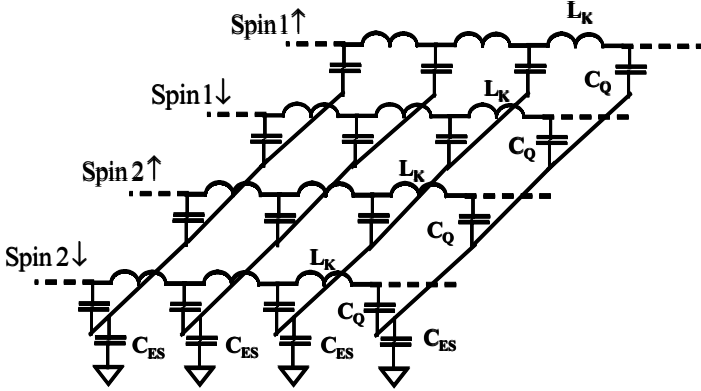 L_K
Spin 1↑
C_Q
L_K
Spin 1↓
C_Q
L_K
Spin 2↑
C_Q
L_K
Spin 2↓
C_Q
C_ES C_ES C_ES C_ES